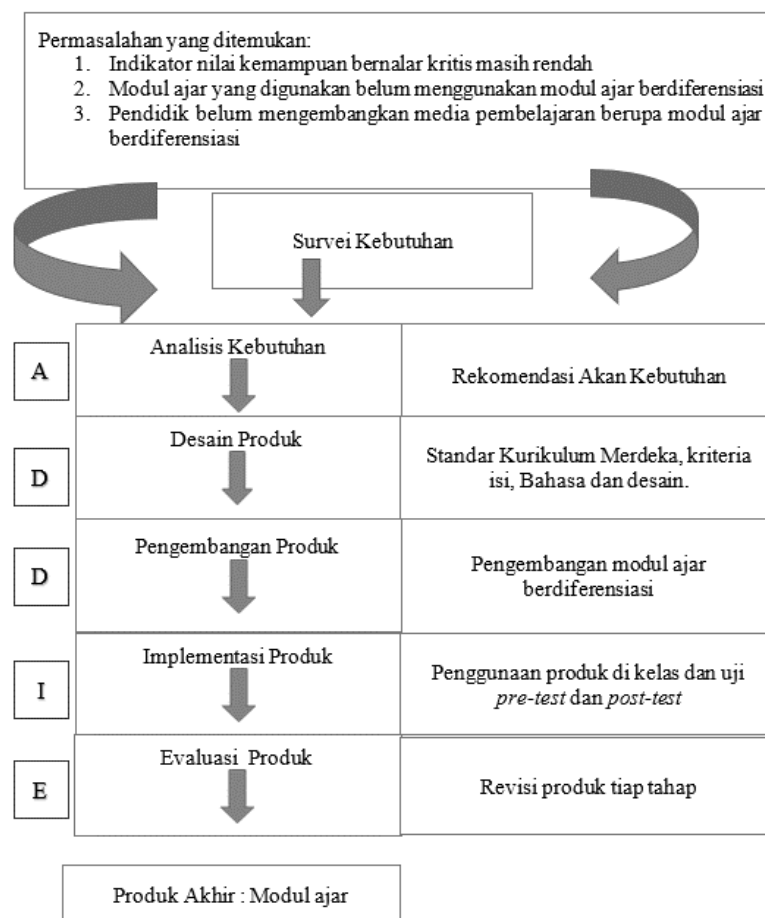 Permasalahan yang ditemukan:
1. Indikator nilai kemampuan bernalar kritis masih rendah
2. Modul ajar yang digunakan belum menggunakan modul ajar berdiferensiasi
3. Pendidik belum mengembangkan media pembelajaran berupa modul ajar
berdiferensiasi
Survei Kebutuhan
A
Analisis Kebutuhan
Rekomendasi Akan Kebutuhan
D
Desain Produk
Standar Kurikulum Merdeka, kriteria
isi, Bahasa dan desain.
D
Pengembangan Produk
Pengembangan modul ajar
berdiferensiasi
I
Implementasi Produk
Penggunaan produk di kelas dan uji
pre-test dan post-test
E
Evaluasi Produk
Revisi produk tiap tahap
Produk Akhir : Modul ajar